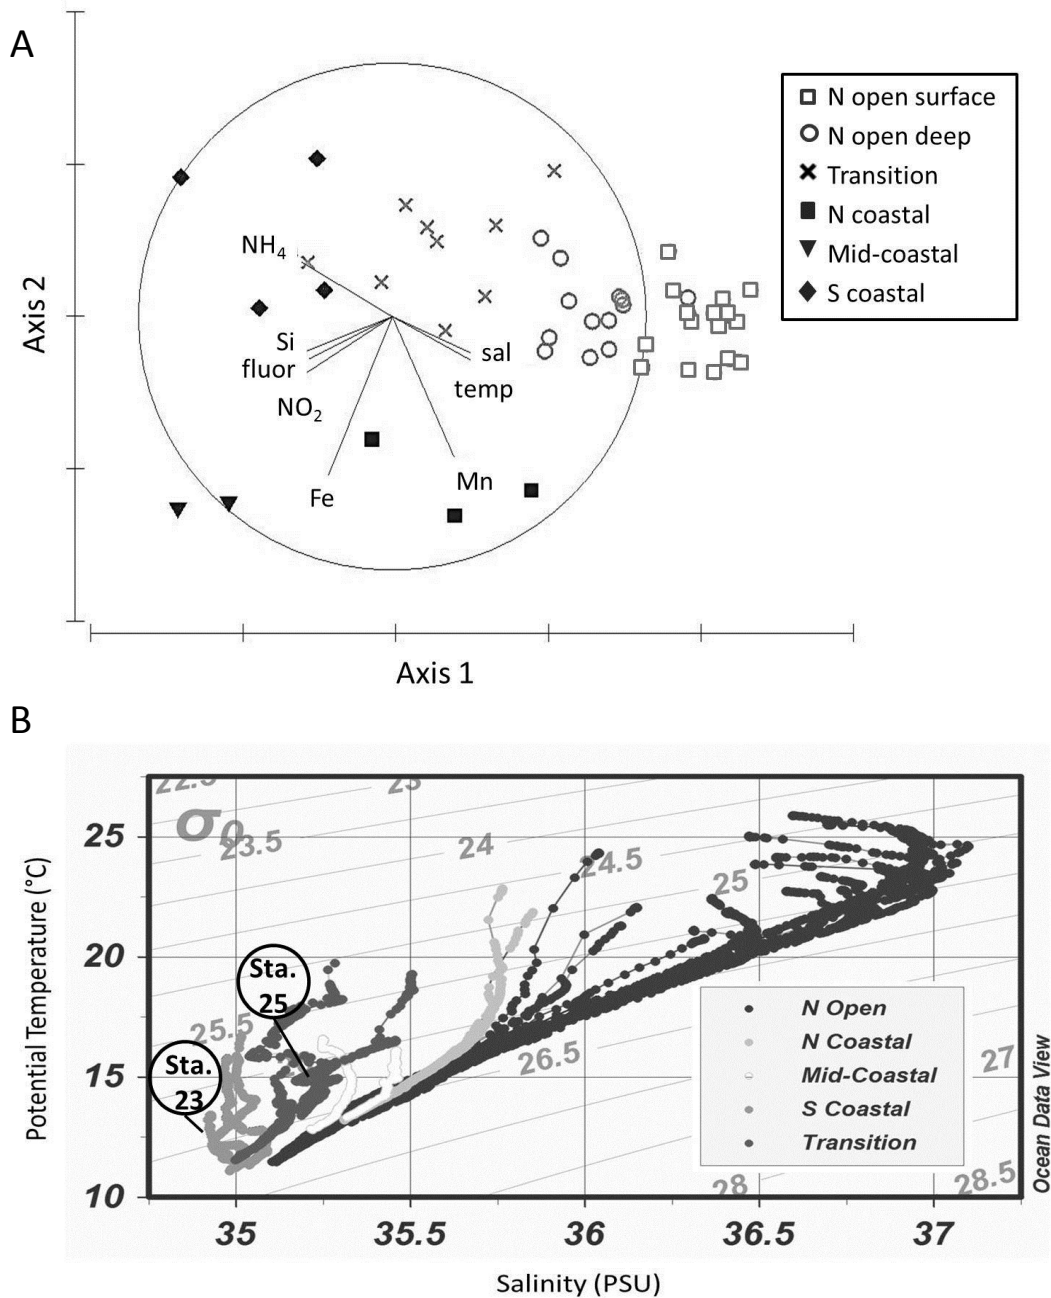 A
N open surface
N open deep
Transition
N coastal
Mid-coastal
S coastal
NH4
Axis 2
Si
fluor
NO2
sal
temp
Fe
Mn
Axis 1
B
22.5
23
σ0
23.5
24
24.5
25
25.5
26.5
27
28
28.5
25
20
15
10
Potential Temperature (°C)
Sta.
25
Sta.
23
N Open
N Coastal
Mid-Coastal
S Coastal
Transition
Ocean Data View
35
35.5
36
36.5
37
Salinity (PSU)